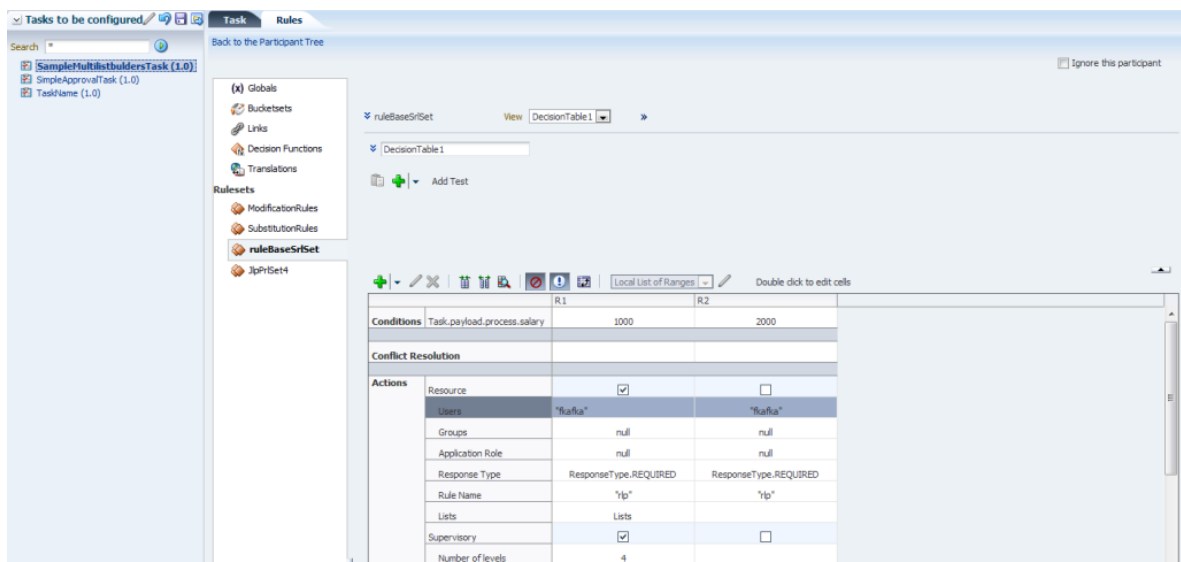 Tasks to be configured
Task Rules
Search *
Back to the Participant Tree
Ignore this participant
SampleMultilistbuldersTask (1.0)
SimpleApprovalTask (1.0)
TaskName (1.0)
(x) Globals
Bucketsets
Links
Decision Functions
Translations
Rulesets
ModificationRules
SubstitutionRules
ruleBaseSrlSet
JlpPrlSet4
ruleBaseSrlSet View DecisionTable1 »
DecisionTable1
Add Test
Local List of Ranges Double click to edit cells
R1 R2
Conditions Task.payload.process.salary 1000 2000
Conflict Resolution
Actions
Resource
Users "fkafka" "fkafka"
Groups null null
Application Role null null
Response Type ResponseType.REQUIRED ResponseType.REQUIRED
Rule Name "rlp" "rlp"
Lists Lists
Supervisory
Number of levels 4